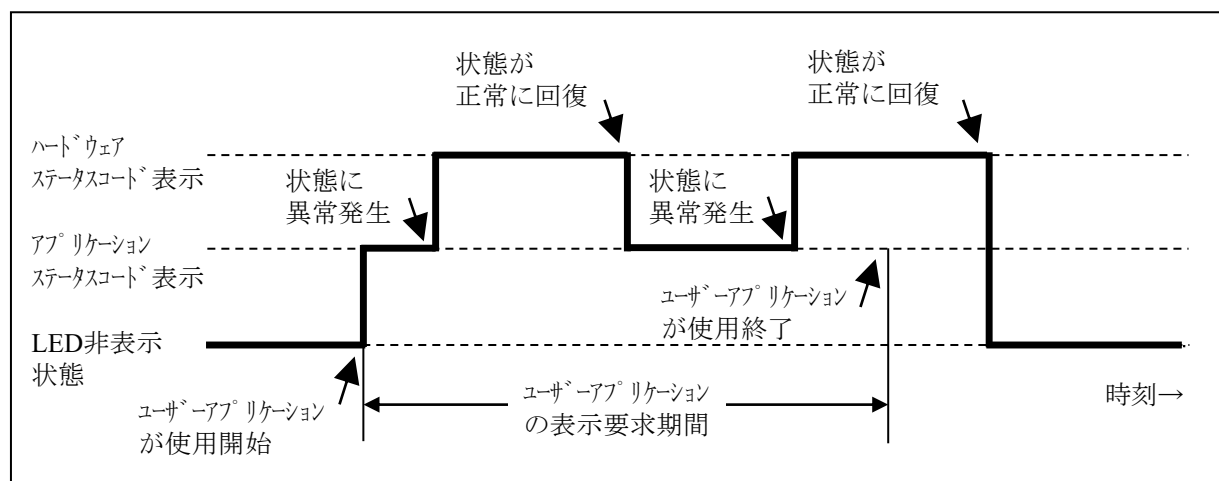 状態が
正常に回復
状態が
正常に回復
ﾊｰﾄﾞｳｪｱ
ｽﾃｰﾀｽｺｰﾄﾞ表示
状態に
異常発生
状態に
異常発生
ｱﾌﾟﾘｹｰｼｮﾝ
ｽﾃｰﾀｽｺｰﾄﾞ表示
ﾕｰｻﾞｰｱﾌﾟﾘｹｰｼｮﾝ
が使用終了
LED非表示
状態
ﾕｰｻﾞｰｱﾌﾟﾘｹｰｼｮﾝ
が使用開始
ﾕｰｻﾞｰｱﾌﾟﾘｹｰｼｮﾝ
の表示要求期間
時刻→